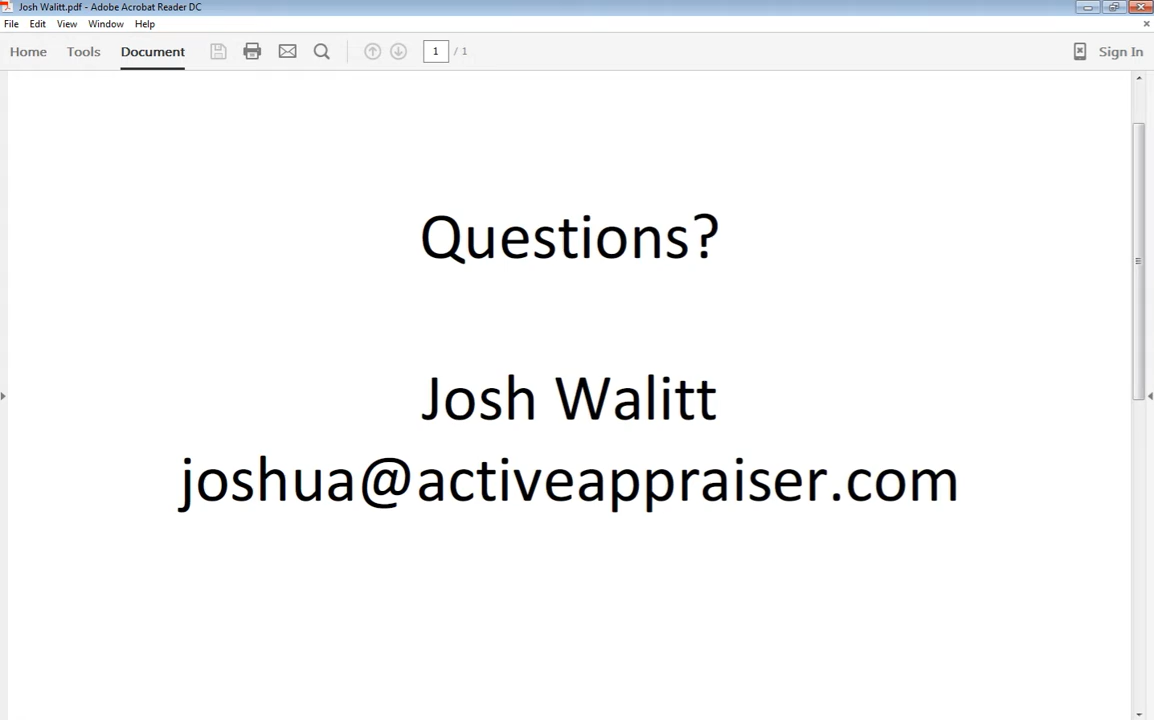 Josh Walitt.pdf - Adobe Acrobat Reader DC
File Edit View Window Help
Home Tools Document 1 / 1 Sign In
Questions?
Josh Walitt
joshua@activeappraiser.com